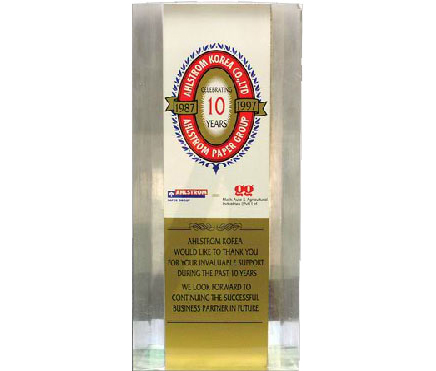 AHLSTROM KOREA CO., LTD
CELEBRATING
1987 10 1997
YEARS
AHLSTROM PAPER GROUP
AHLSTROM
PAPER GROUP
AHLSTROM KOREA
WOULD LIKE TO THANK YOU
FOR YOUR INVALUABLE SUPPORT
DURING THE PAST 10 YEARS
WE LOOK FORWARD TO
CONTINUING THE SUCCESSFUL
BUSINESS PARTNER IN FUTURE